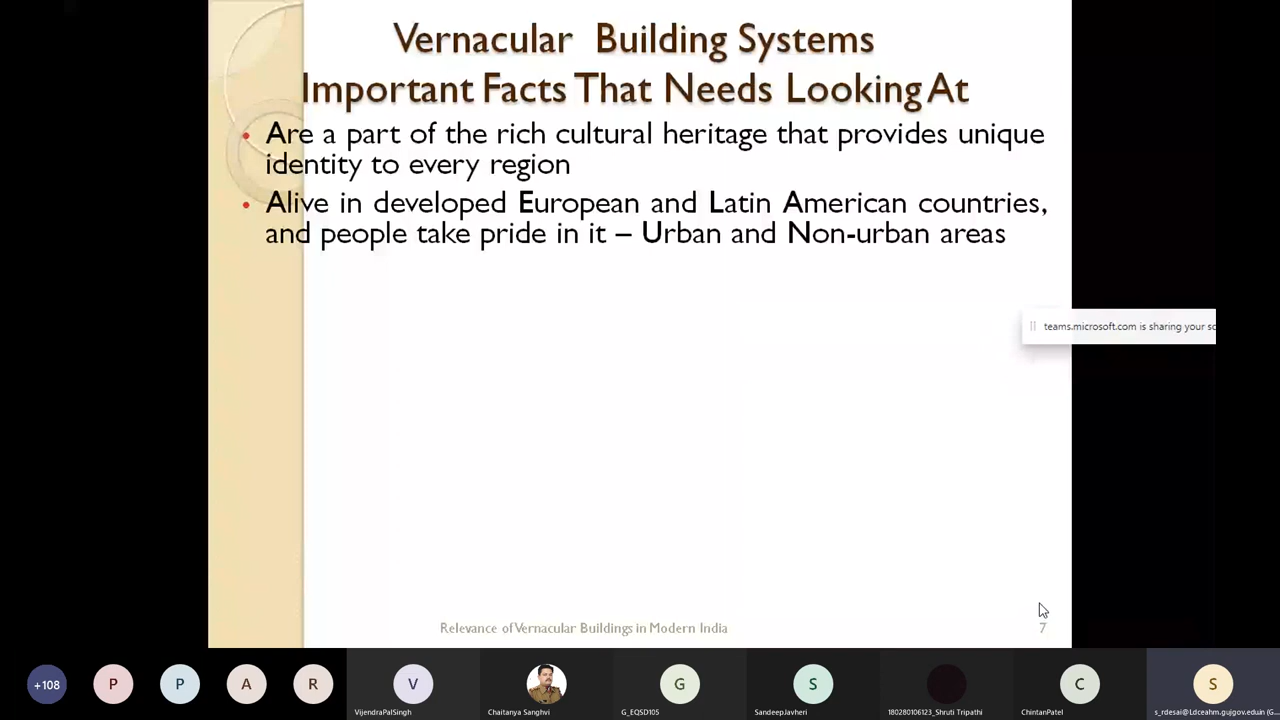 Vernacular Building Systems
Important Facts That Needs Looking At
• Are a part of the rich cultural heritage that provides unique
identity to every region
• Alive in developed European and Latin American countries,
and people take pride in it – Urban and Non-urban areas
teams.microsoft.com is sharing your sc
Relevance of Vernacular Buildings in Modern India
7
+108
P
P
A
R
V
G
S
C
S
VijendraPalSingh
Chaitanya Sanghvi
G_EQSD105
SandeepJavheri
180280106123_Shruti Tripathi
ChintanPatel